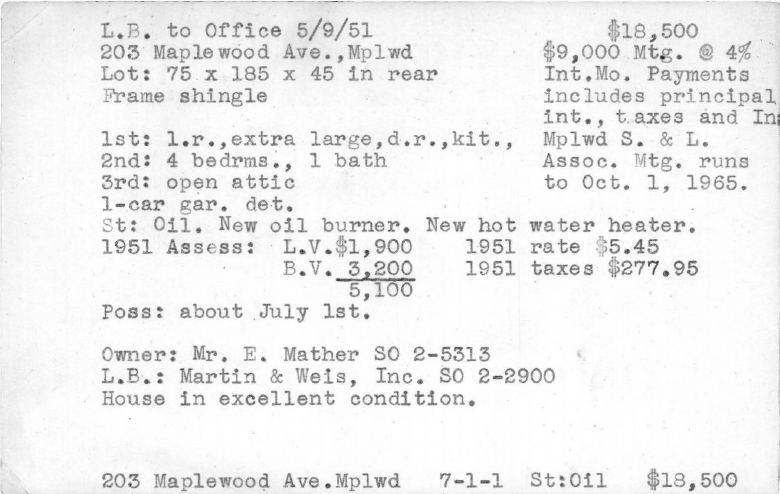 L.B. to Office 5/9/51 $18,500
203 Maplewood Ave.,Mplwd $9,000 Mtg. @ 4%
Lot: 75 x 185 x 45 in rear Int.Mo. Payments
Frame shingle includes principal
int., taxes and Ins
1st: l.r.,extra large,d.r.,kit., Mplwd S. & L.
2nd: 4 bedrms., 1 bath Assoc. Mtg. runs
3rd: open attic to Oct. 1, 1965.
1-car gar. det.
St: Oil. New oil burner. New hot water heater.
1951 Assess: L.V.$1,900 1951 rate $5.45
B.V. 3,200 1951 taxes $277.95
5,100
Poss: about July 1st.
Owner: Mr. E. Mather SO 2-5313
L.B.: Martin & Weis, Inc. SO 2-2900
House in excellent condition.
203 Maplewood Ave.Mplwd 7-1-1 St:Oil $18,500